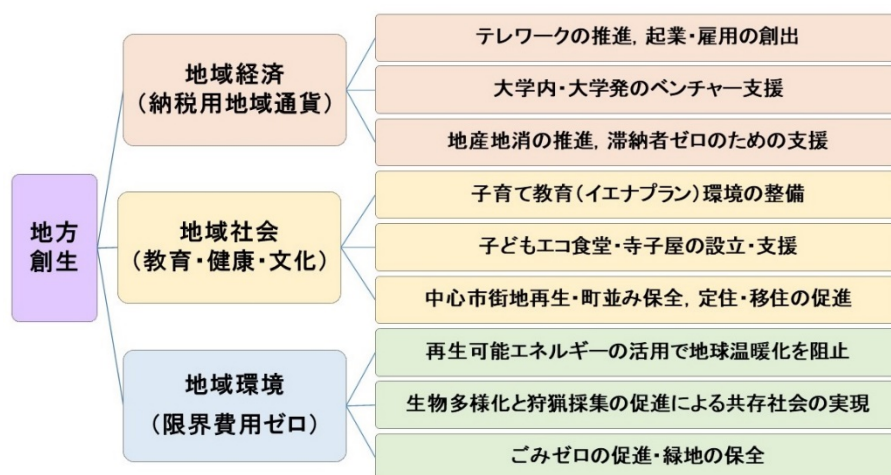 地方
創生
地域経済
(納税用地域通貨)
テレワークの推進, 起業・雇用の創出
大学内・大学発のベンチャー支援
地産地消の推進, 滞納者ゼロのための支援
地域社会
(教育・健康・文化)
子育て教育(イエナプラン)環境の整備
子どもエコ食堂・寺子屋の設立・支援
中心市街地再生・町並み保全, 定住・移住の促進
地域環境
(限界費用ゼロ)
再生可能エネルギーの活用で地球温暖化を阻止
生物多様化と狩猟採集の促進による共存社会の実現
ごみゼロの促進・緑地の保全